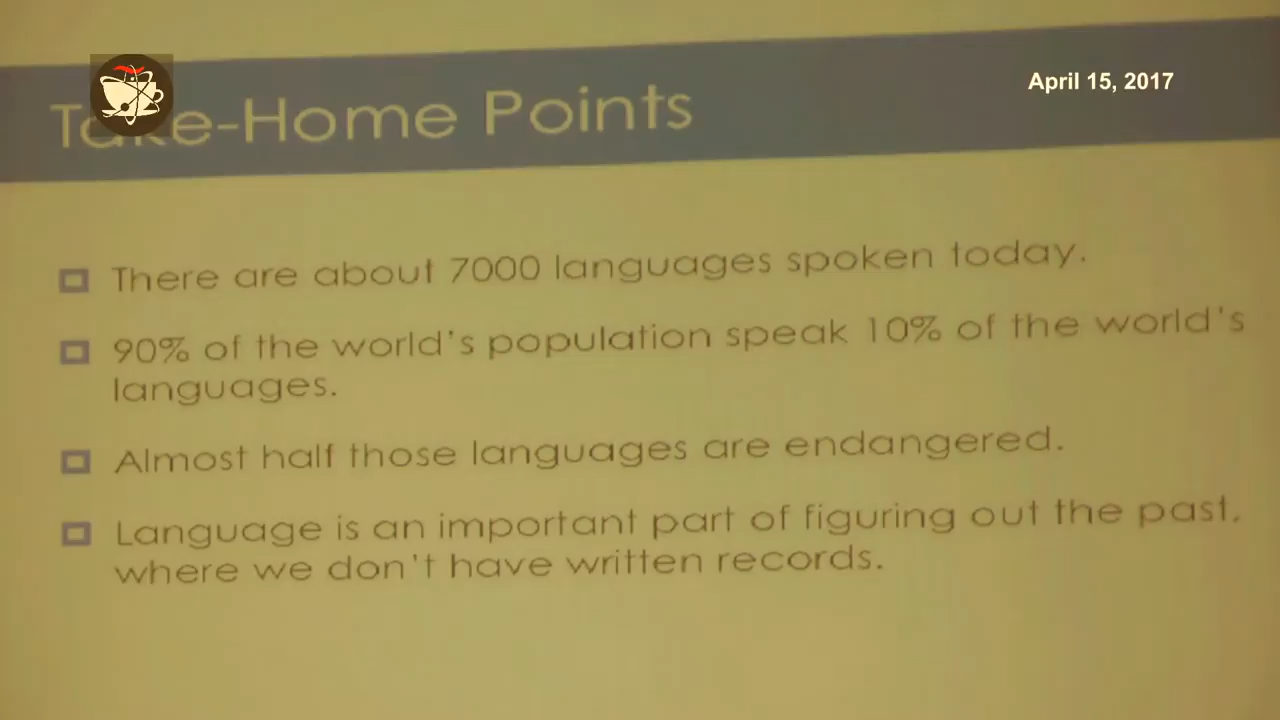 April 15, 2017
Take-Home Points
There are about 7000 languages spoken today.
90% of the world's population speak 10% of the world's
languages.
Almost half those languages are endangered.
Language is an important part of figuring out the past,
where we don't have written records.